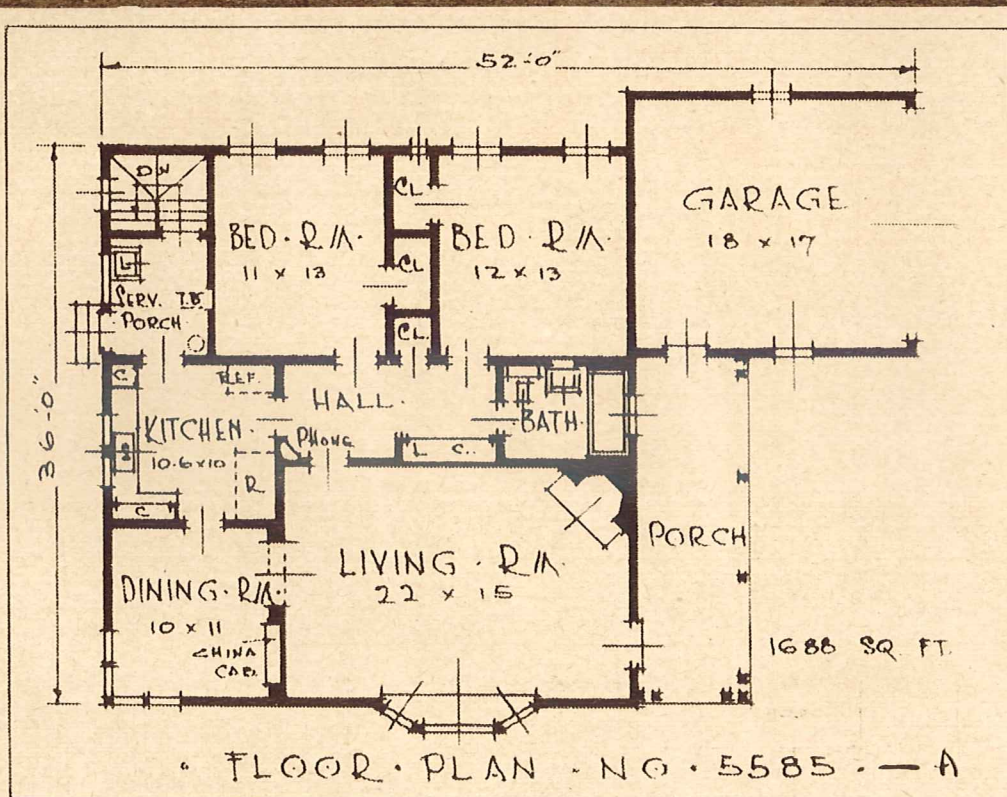 52'-0"
DN
CL
BED. RM.
11 x 13
BED. RM.
12 x 13
GARAGE
18 x 17
CL
L
SERV. T.B.
PORCH
CL.
36'-0"
C.
REF.
HALL.
BATH.
KITCHEN.
10-6 x 10
PHONE
L C.
R
C
PORCH
LIVING. RM.
22 x 15
DINING. RM.
10 x 11
CHINA
CAB.
1688 SQ. FT.
. FLOOR. PLAN . NO. 5585. — A